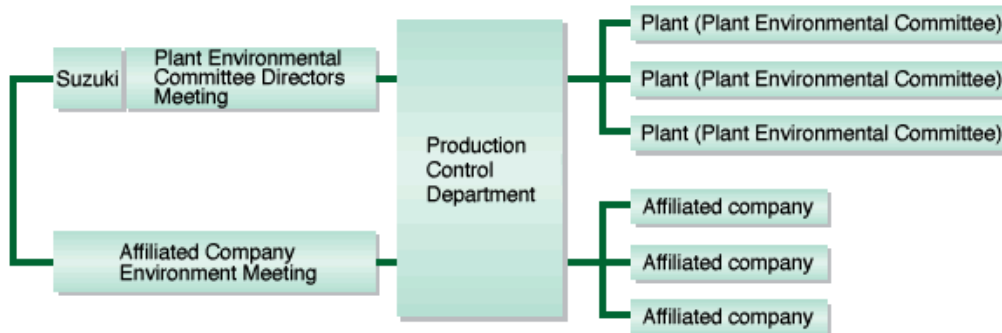 Suzuki
Plant Environmental
Committee Directors
Meeting
Affiliated Company
Environment Meeting
Production
Control
Department
Plant (Plant Environmental Committee)
Plant (Plant Environmental Committee)
Plant (Plant Environmental Committee)
Affiliated company
Affiliated company
Affiliated company